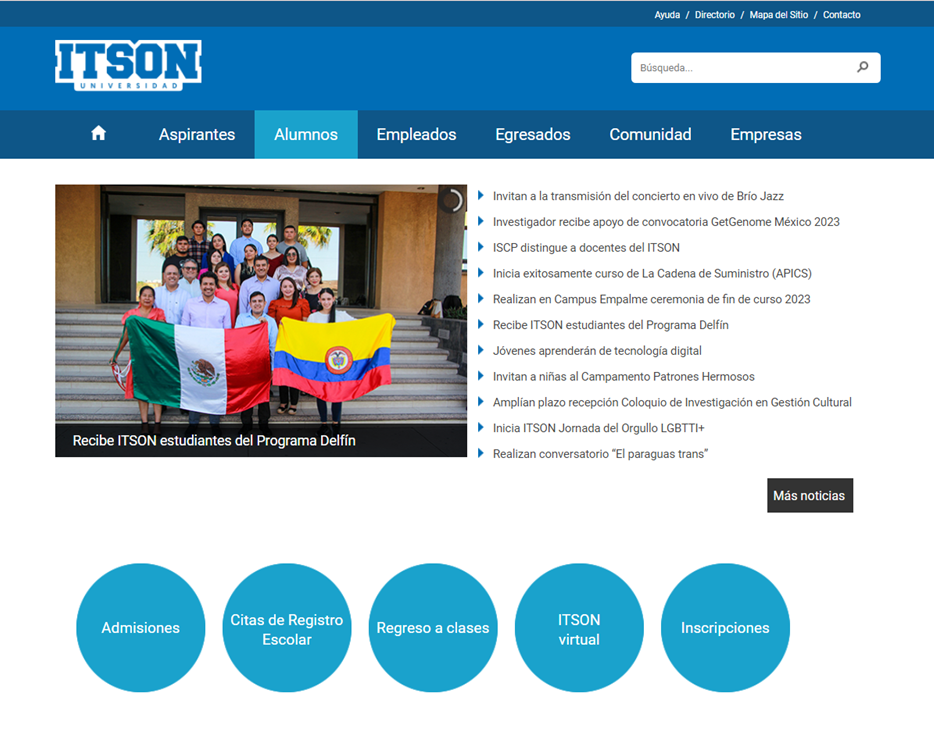 Ayuda / Directorio / Mapa del Sitio / Contacto
ITSON
UNIVERSIDAD
Búsqueda...
Aspirantes Alumnos Empleados Egresados Comunidad Empresas
Invitan a la transmisión del concierto en vivo de Brío Jazz
Investigador recibe apoyo de convocatoria GetGenome México 2023
ISCP distingue a docentes del ITSON
Inicia exitosamente curso de La Cadena de Suministro (APICS)
Realizan en Campus Empalme ceremonia de fin de curso 2023
Recibe ITSON estudiantes del Programa Delfín
Jóvenes aprenderán de tecnología digital
Invitan a niñas al Campamento Patrones Hermosos
Amplían plazo recepción Coloquio de Investigación en Gestión Cultural
Inicia ITSON Jornada del Orgullo LGBTTI+
Realizan conversatorio “El paraguas trans”
Recibe ITSON estudiantes del Programa Delfín
Más noticias
Admisiones
Citas de Registro
Escolar
Regreso a clases
ITSON
virtual
Inscripciones